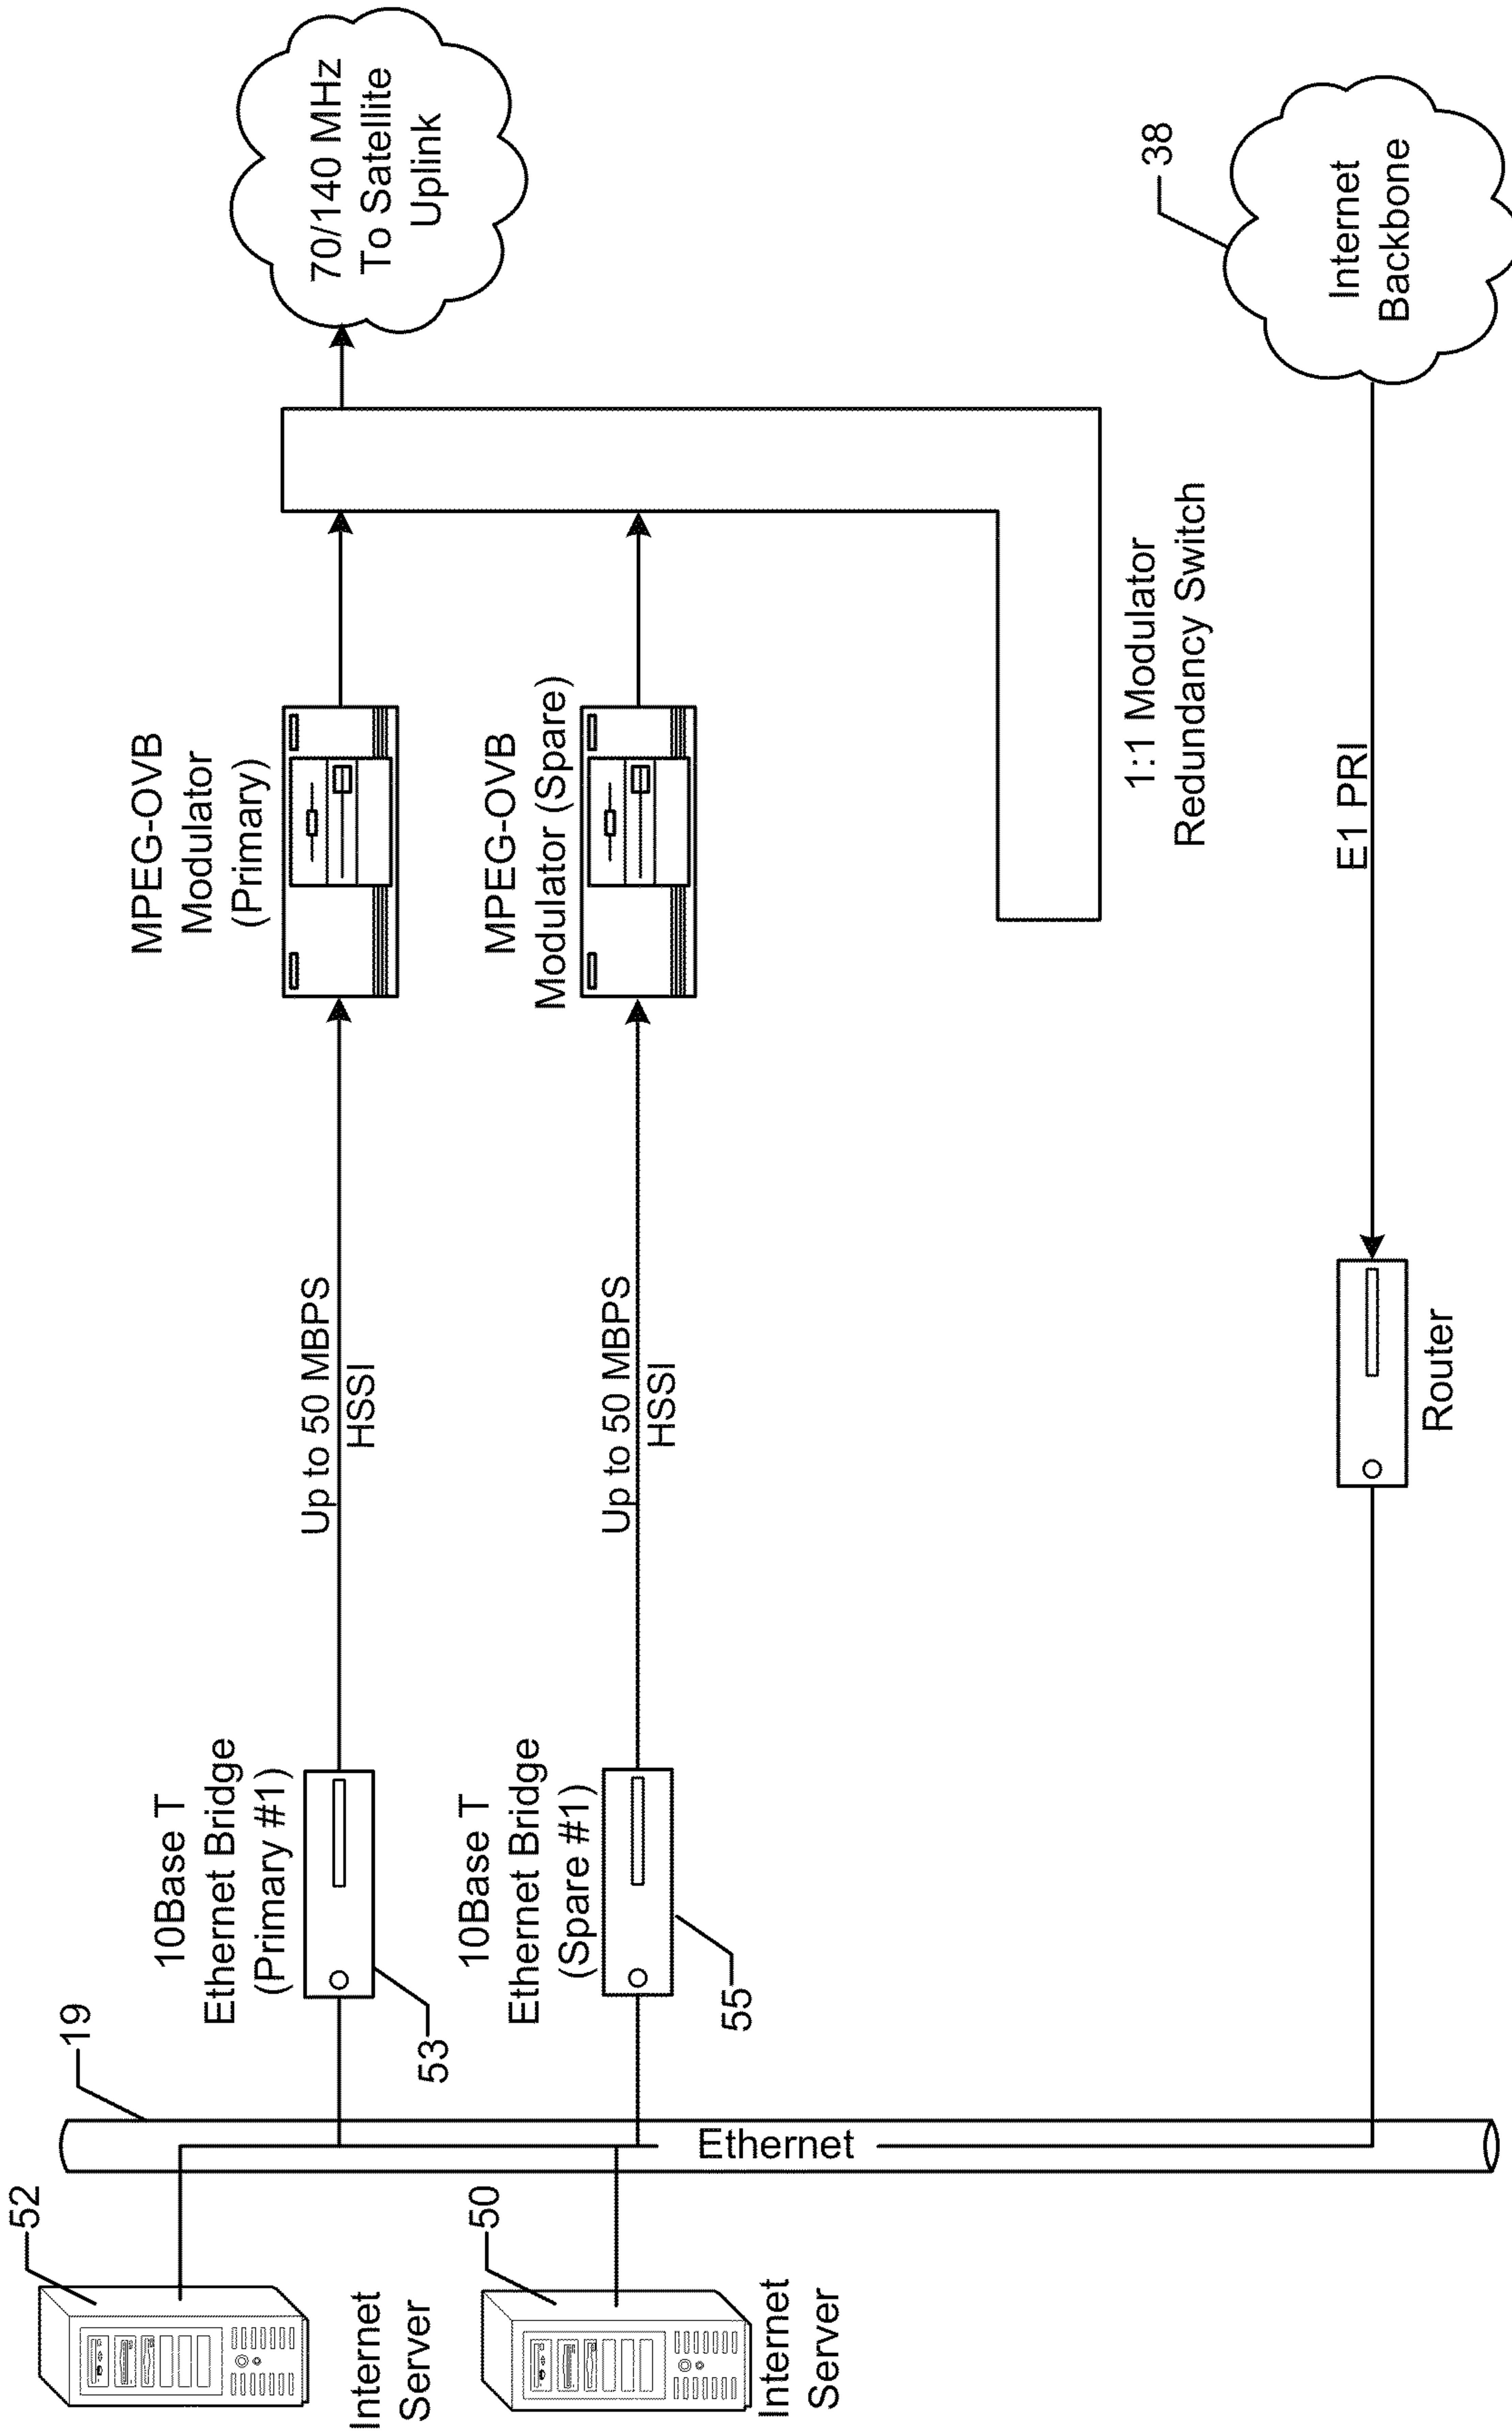 52
Internet
Server
50
Internet
Server
19
Ethernet
10Base T
Ethernet Bridge
(Primary #1)
53
10Base T
Ethernet Bridge
(Spare #1)
55
Up to 50 MBPS
HSSI
Up to 50 MBPS
HSSI
MPEG-OVB
Modulator
(Primary)
MPEG-OVB
Modulator (Spare)
1:1 Modulator
Redundancy Switch
70/140 MHz
To Satellite
Uplink
Router
E1 PRI
38
Internet
Backbone